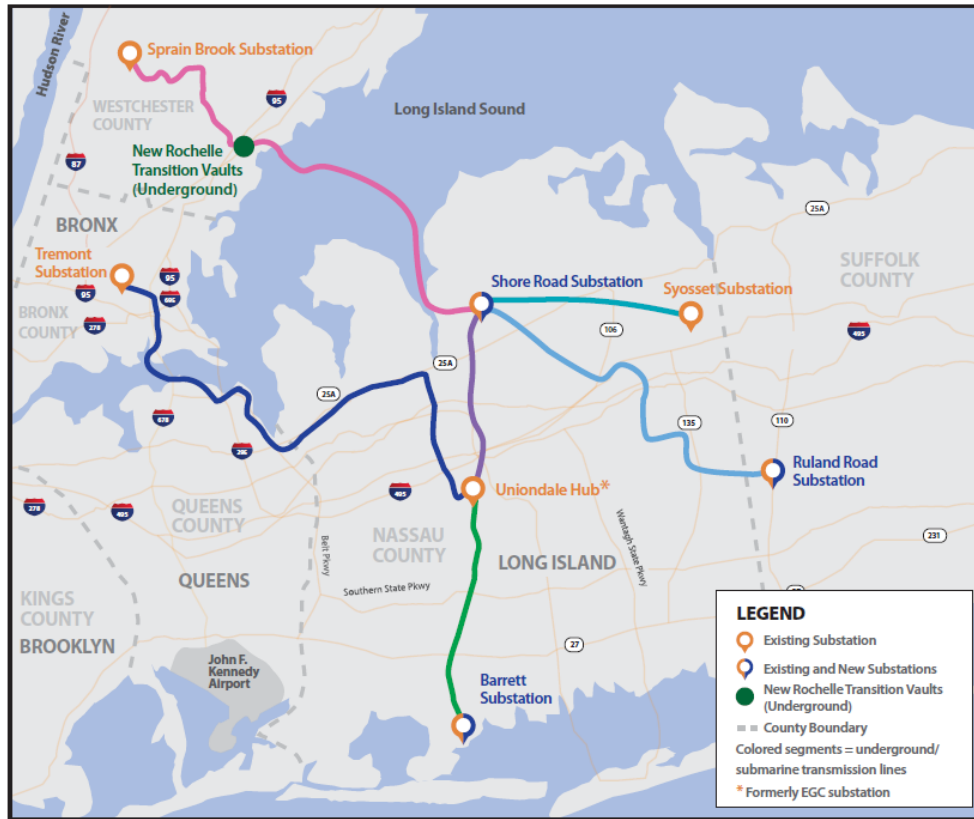 Hudson River
Sprain Brook Substation
WESTCHESTER
COUNTY
95
Long Island Sound
87
New Rochelle
Transition Vaults
(Underground)
BRONX
Tremont
Substation
95
95
695
BRONX
COUNTY
278
25A
SUFFOLK
COUNTY
Shore Road Substation
Syosset Substation
106
495
25A
25A
678
295
135
110
Ruland Road
Substation
278
495
495
Uniondale Hub*
QUEENS
COUNTY
NASSAU
COUNTY
Belt Pkwy
Wantagh State Pkwy
231
LONG ISLAND
QUEENS
Southern State Pkwy
KINGS
COUNTY
BROOKLYN
John F.
Kennedy
Airport
27
Barrett
Substation
LEGEND
Existing Substation
Existing and New Substations
New Rochelle Transition Vaults
(Underground)
County Boundary
Colored segments = underground/
submarine transmission lines
* Formerly EGC substation